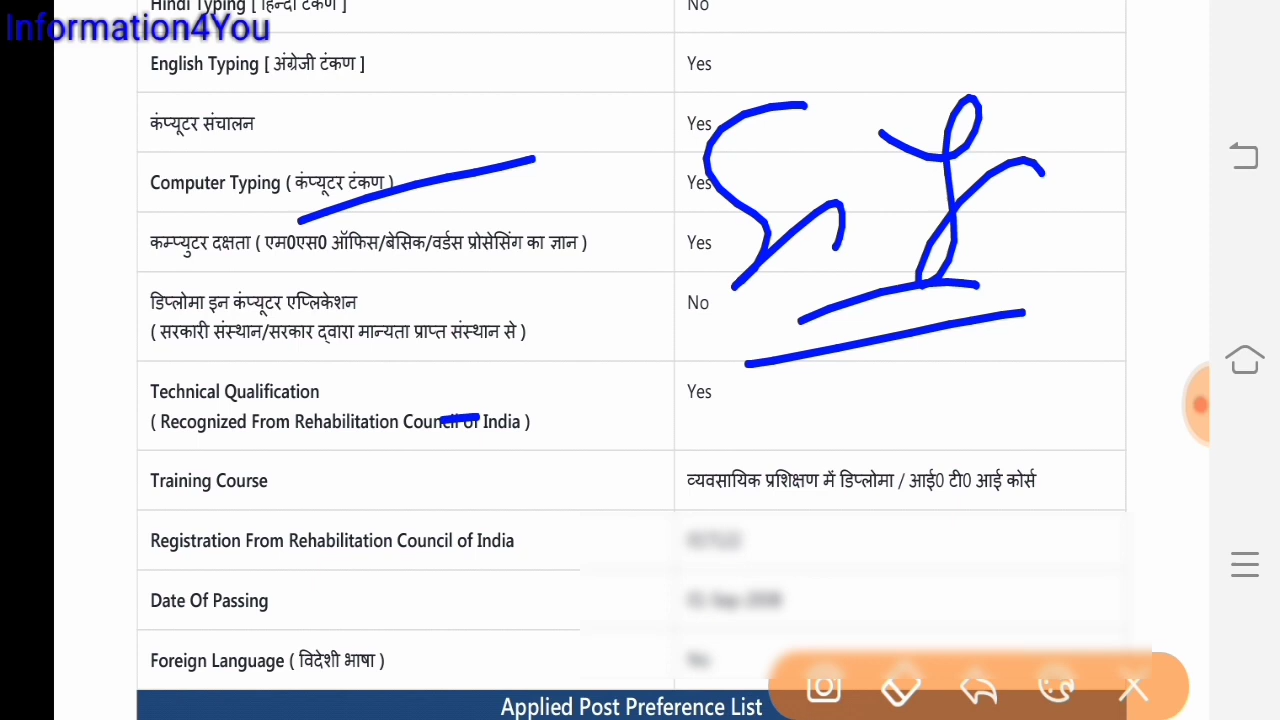 Hindi Typing [ हिन्दी टंकण ] No
Information4You
English Typing [ अंग्रेजी टंकण ] Yes
कंप्यूटर संचालन Yes
Computer Typing ( कंप्यूटर टंकण ) Yes
कम्प्युटर दक्षता ( एम0एस0 ऑफिस/बेसिक/वर्डस प्रोसेसिंग का ज्ञान ) Yes
डिप्लोमा इन कंप्यूटर एप्लिकेशन No
( सरकारी संस्थान/सरकार द्वारा मान्यता प्राप्त संस्थान से )
Technical Qualification Yes
( Recognized From Rehabilitation Council of India )
Training Course व्यवसायिक प्रशिक्षण में डिप्लोमा / आई0 टी0 आई कोर्स
Registration From Rehabilitation Council of India
Date Of Passing
Foreign Language ( विदेशी भाषा )
Applied Post Preference List